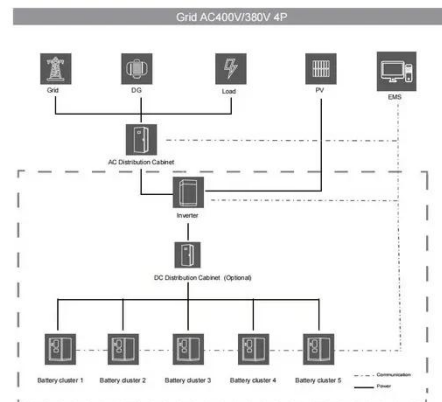 Grid AC400V/380V 4P
Grid
DG
Load
PV
EMS
AC Distribution Cabinet
Inverter
DC Distribution Cabinet (Optional)
Battery cluster 1
Battery cluster 2
Battery cluster 3
Battery cluster 4
Battery cluster 5
Communication
Power